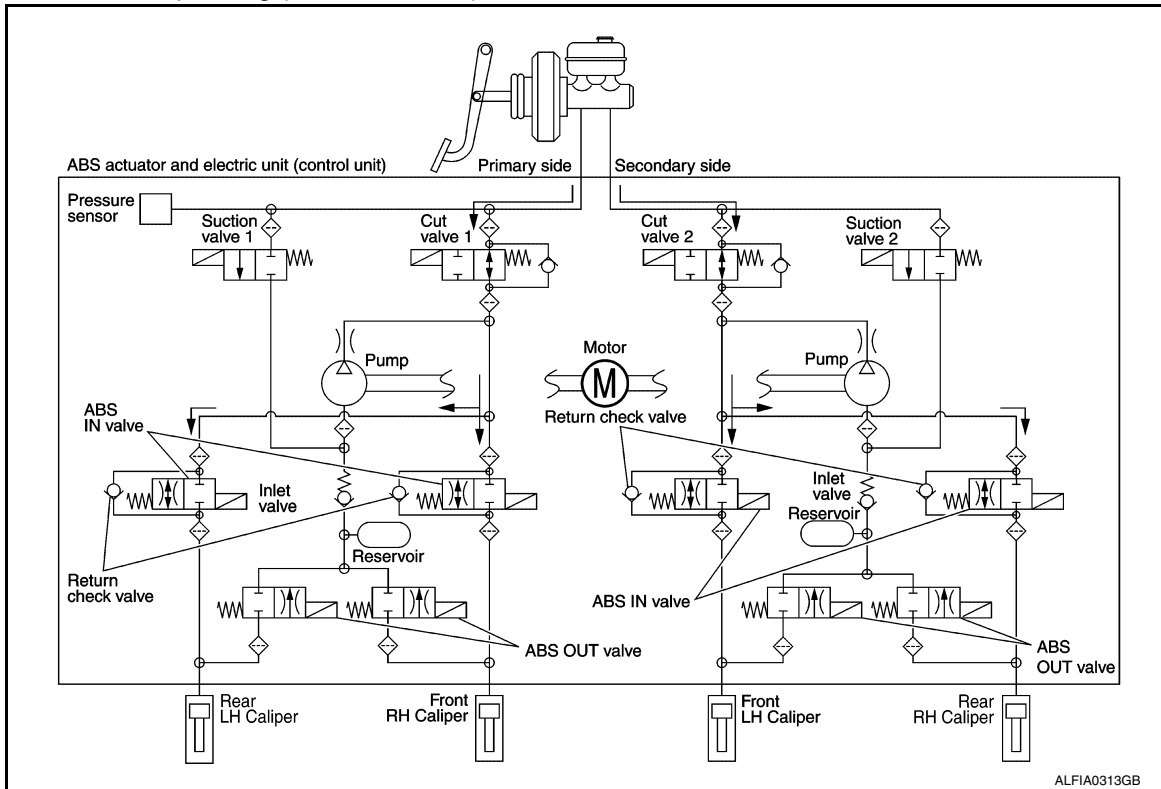 ABS actuator and electric unit (control unit)
Primary side
Secondary side
Pressure
sensor
Suction
valve 1
Cut
valve 1
Cut
valve 2
Suction
valve 2
Pump
Motor
M
Pump
ABS
IN valve
Return check valve
Inlet
valve
Inlet
valve
Reservoir
Reservoir
Return
check valve
ABS IN valve
ABS OUT valve
ABS
OUT valve
Rear
LH Caliper
Front
RH Caliper
Front
LH Caliper
Rear
RH Caliper
ALFIA0313GB